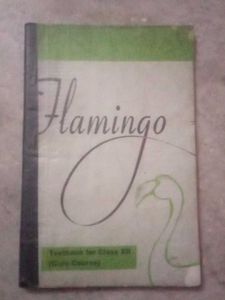 Flamingo
Textbook for Class XII
(Core Course)